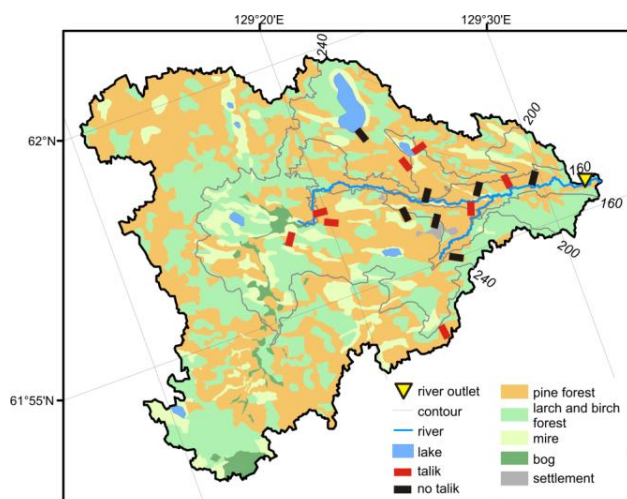 129°20'E
129°30'E
240
200
62°N
160
160
200
240
61°55'N
river outlet
contour
river
lake
talik
no talik
pine forest
larch and birch
forest
mire
bog
settlement